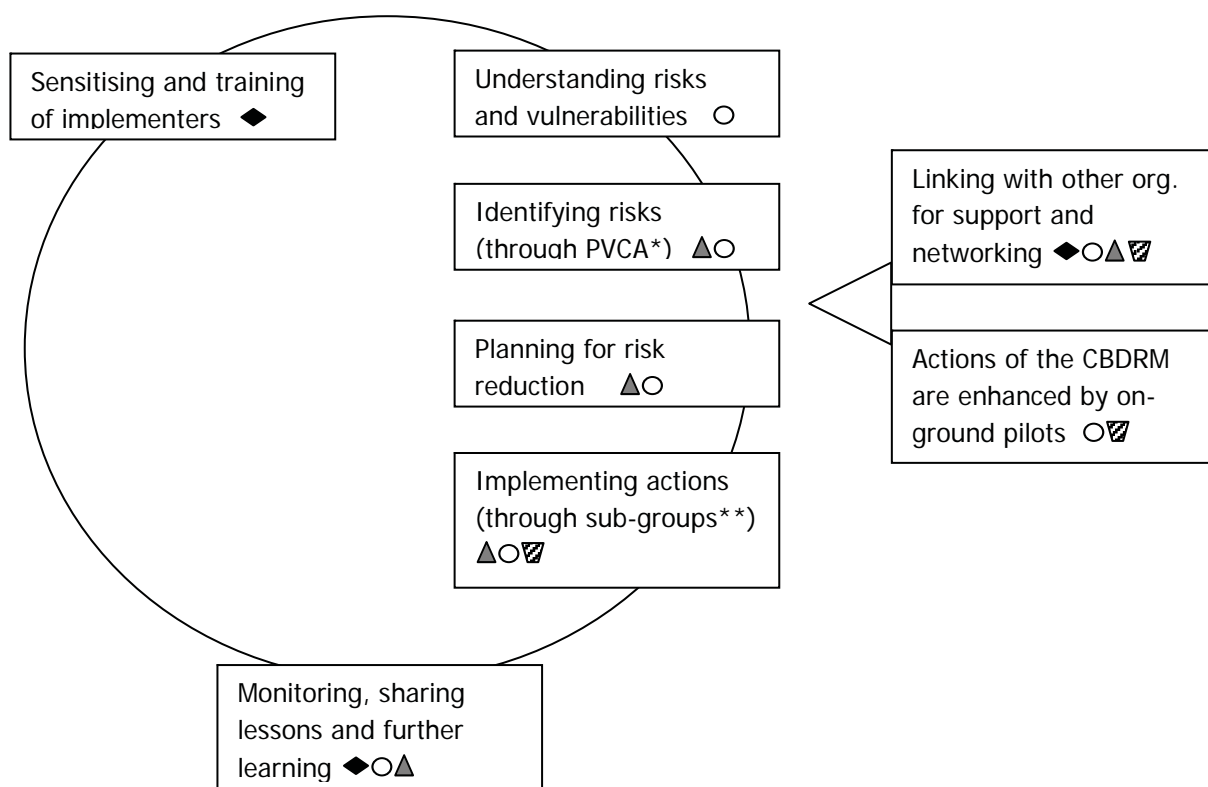 Sensitising and training
of implementers
Understanding risks
and vulnerabilities
Identifying risks
(through PVCA*)
Planning for risk
reduction
Implementing actions
(through sub-groups**)
Monitoring, sharing
lessons and further
learning
Linking with other org.
for support and
networking
Actions of the CBDRM
are enhanced by on-
ground pilots